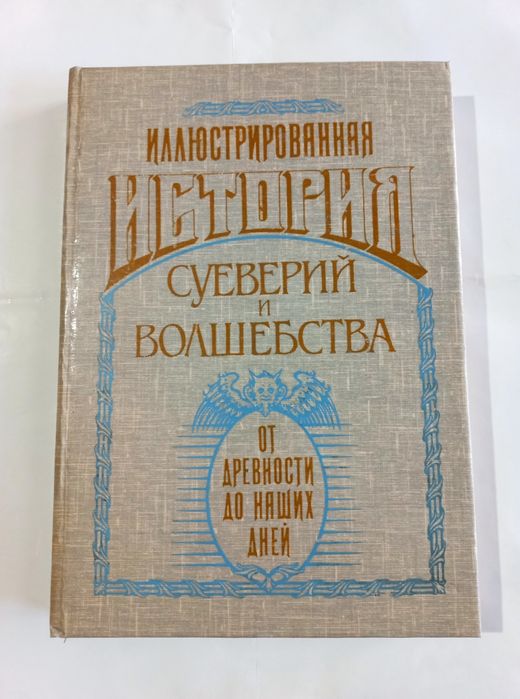 ИЛЛЮСТРИРОВАННАЯ
ИСТОРИЯ
СУЕВЕРИЙ
И
ВОЛШЕБСТВА
ОТ
ДРЕВНОСТИ
ДО НАШИХ
ДНЕЙ